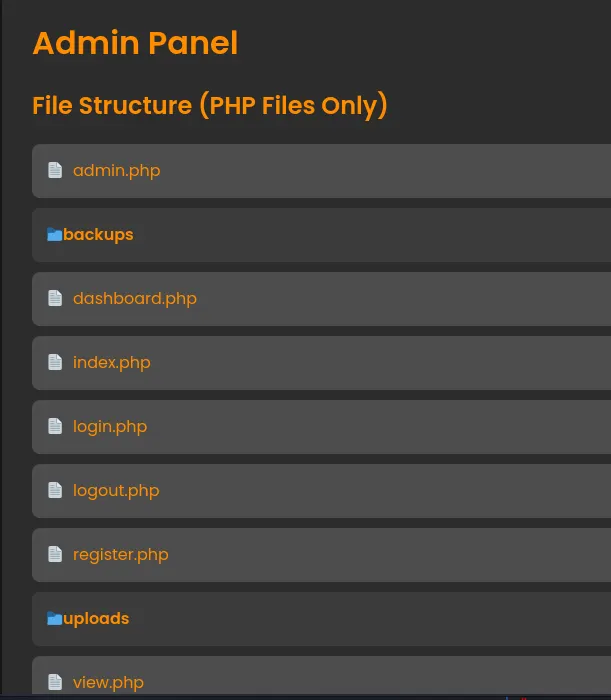 Admin Panel
File Structure (PHP Files Only)
admin.php
backups
dashboard.php
index.php
login.php
logout.php
register.php
uploads
view.php